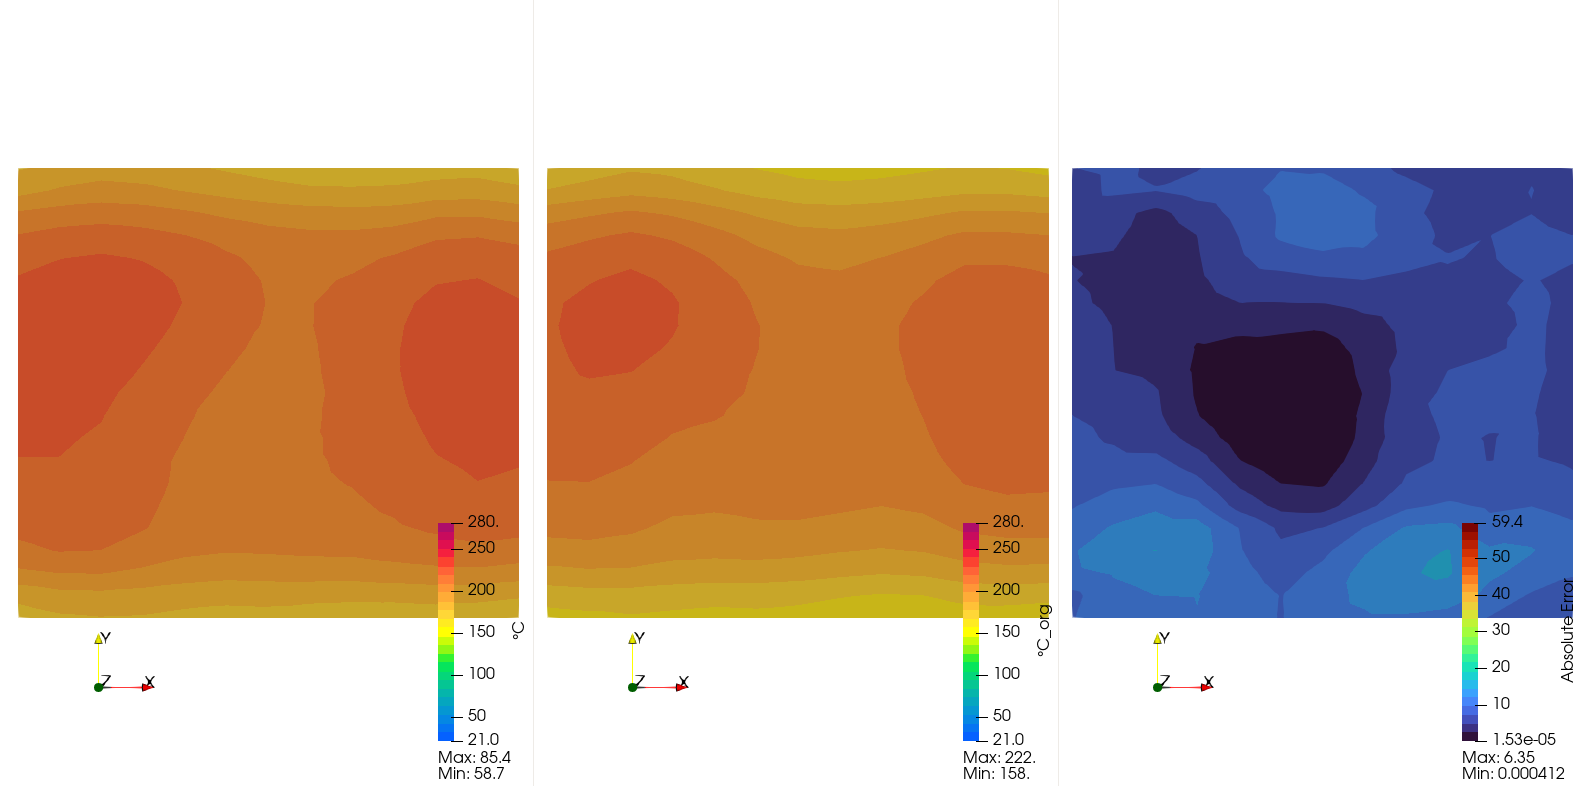 280.
250
200
150
100
50
21.0
°C
Max: 85.4
Min: 58.7
Y
Z
X
280.
250
200
150
100
50
21.0
°C_org
Max: 222.
Min: 158.
Y
Z
X
59.4
50
40
30
20
10
1.53e-05
Absolute Error
Max: 6.35
Min: 0.000412
Y
Z
X